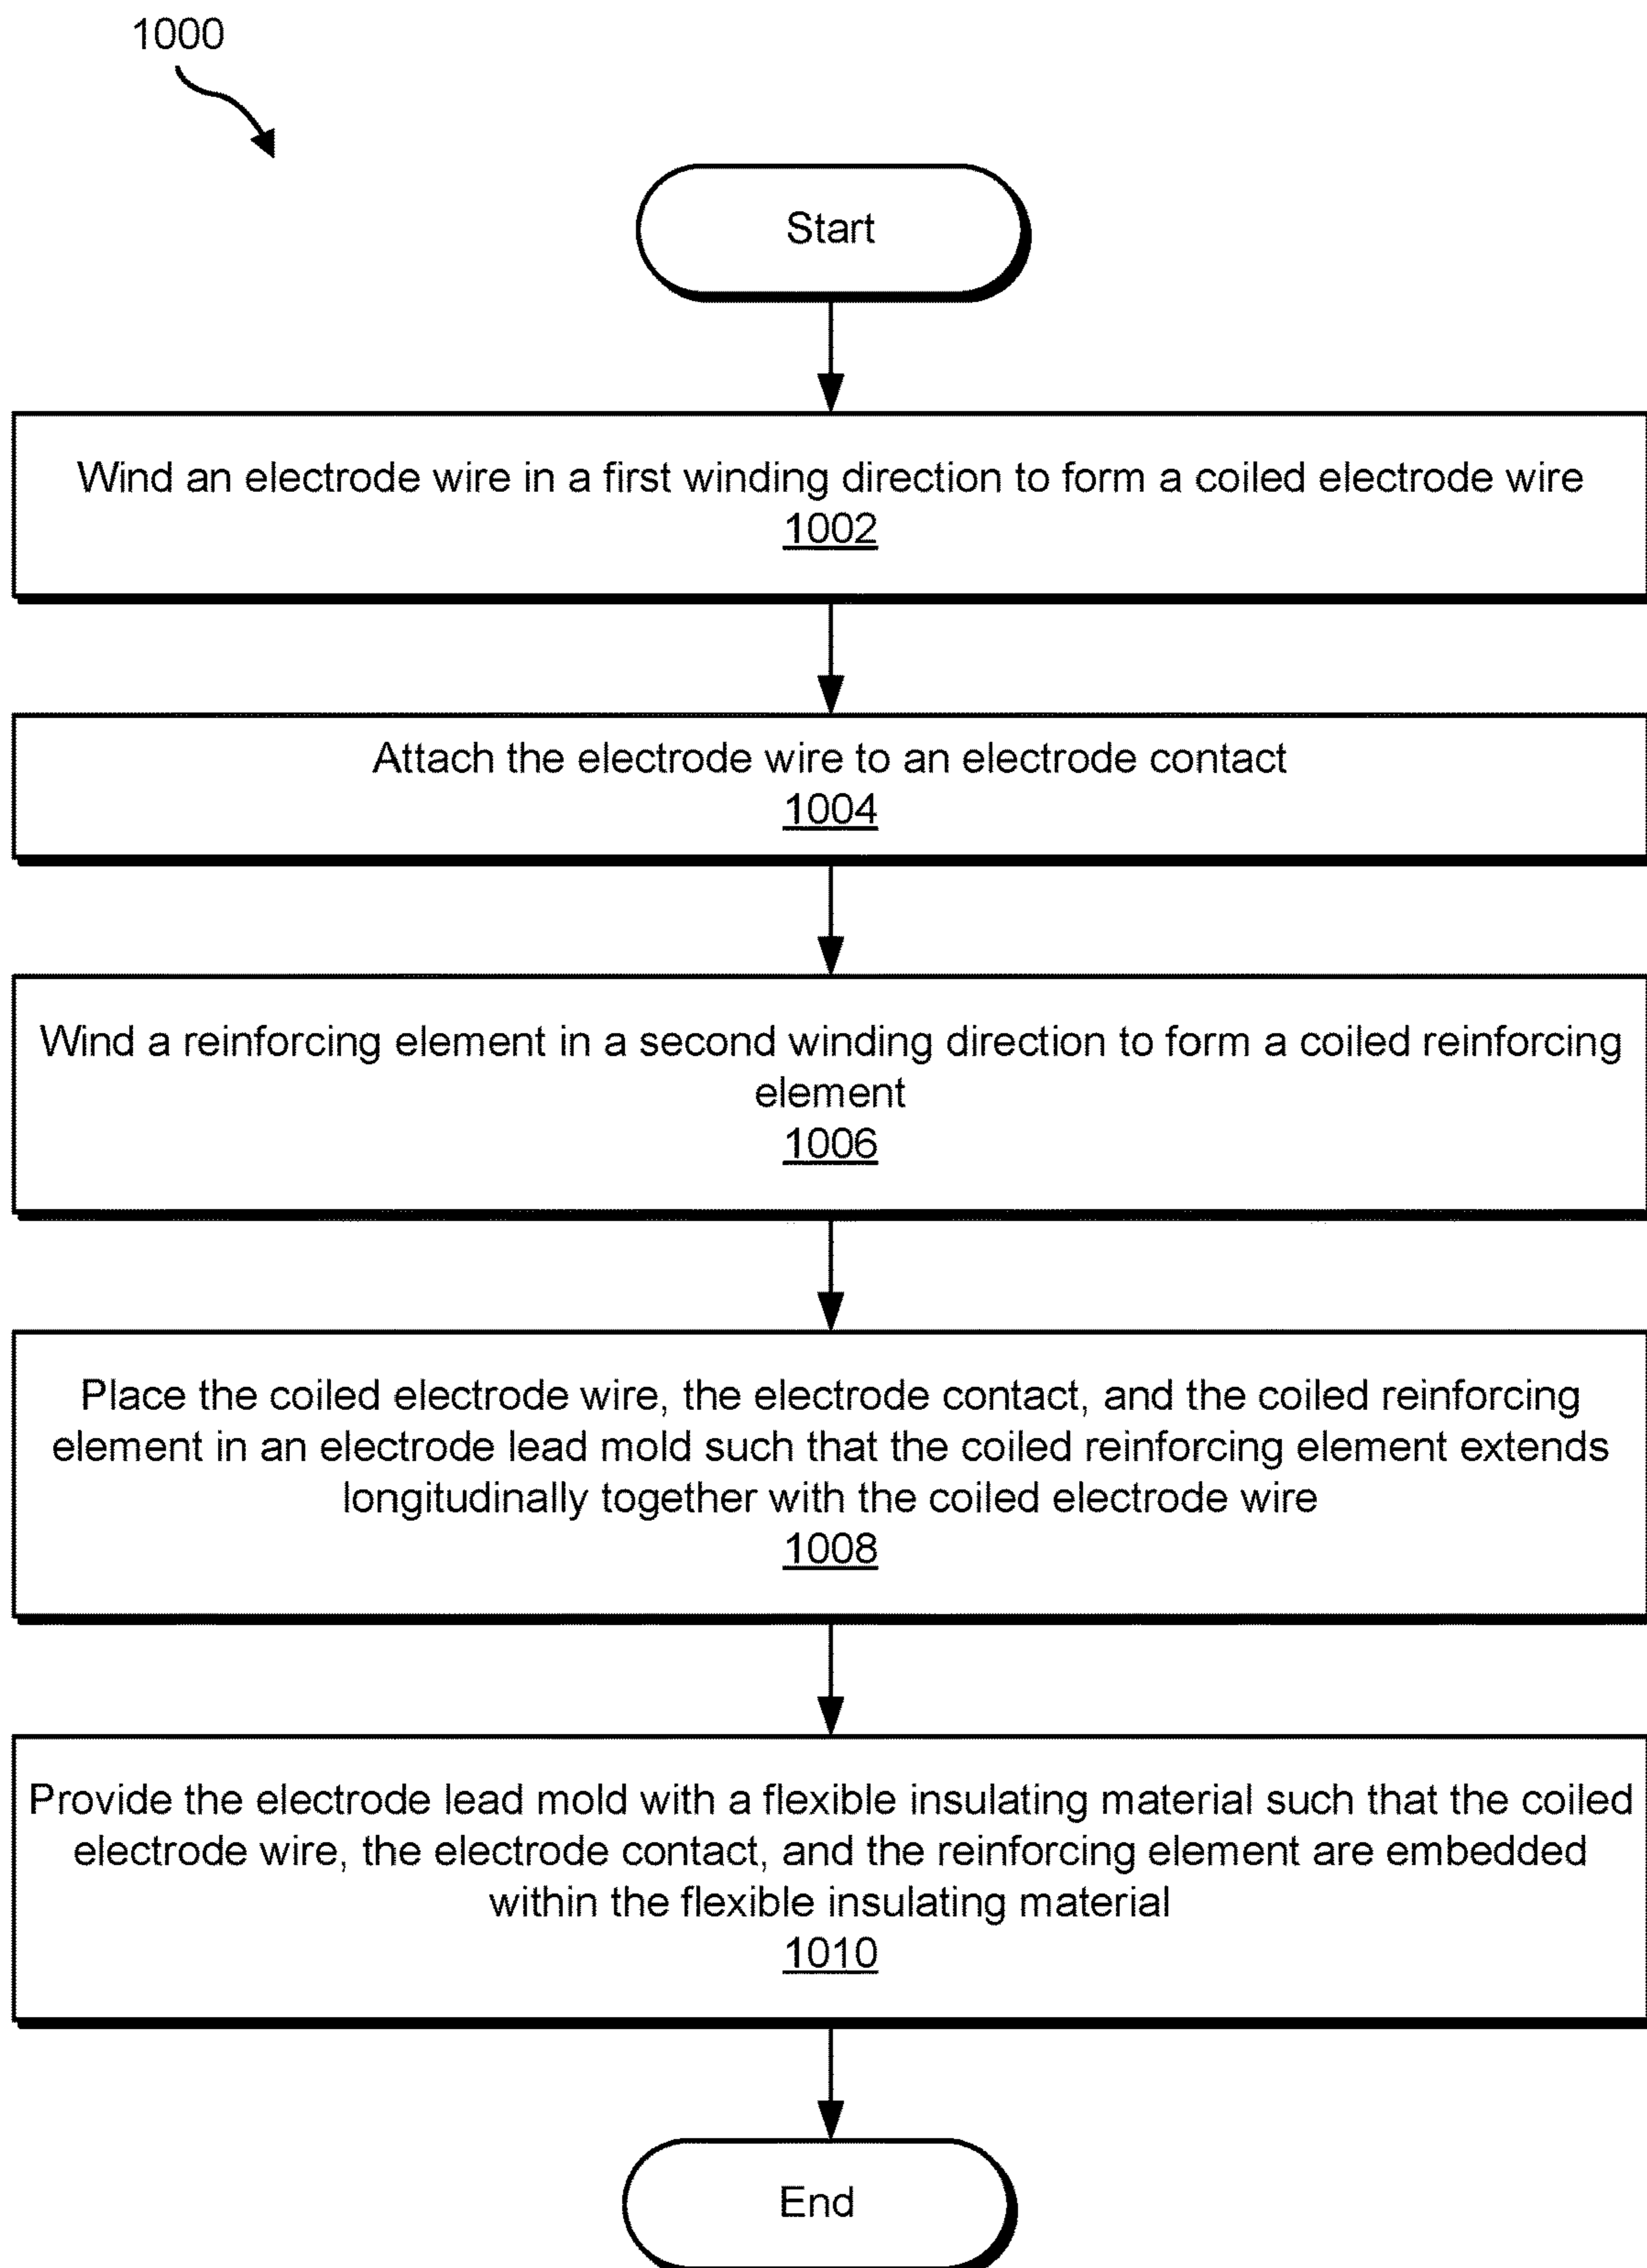 1000
Start
Wind an electrode wire in a first winding direction to form a coiled electrode wire
1002
Attach the electrode wire to an electrode contact
1004
Wind a reinforcing element in a second winding direction to form a coiled reinforcing
element
1006
Place the coiled electrode wire, the electrode contact, and the coiled reinforcing
element in an electrode lead mold such that the coiled reinforcing element extends
longitudinally together with the coiled electrode wire
1008
Provide the electrode lead mold with a flexible insulating material such that the coiled
electrode wire, the electrode contact, and the reinforcing element are embedded
within the flexible insulating material
1010
End